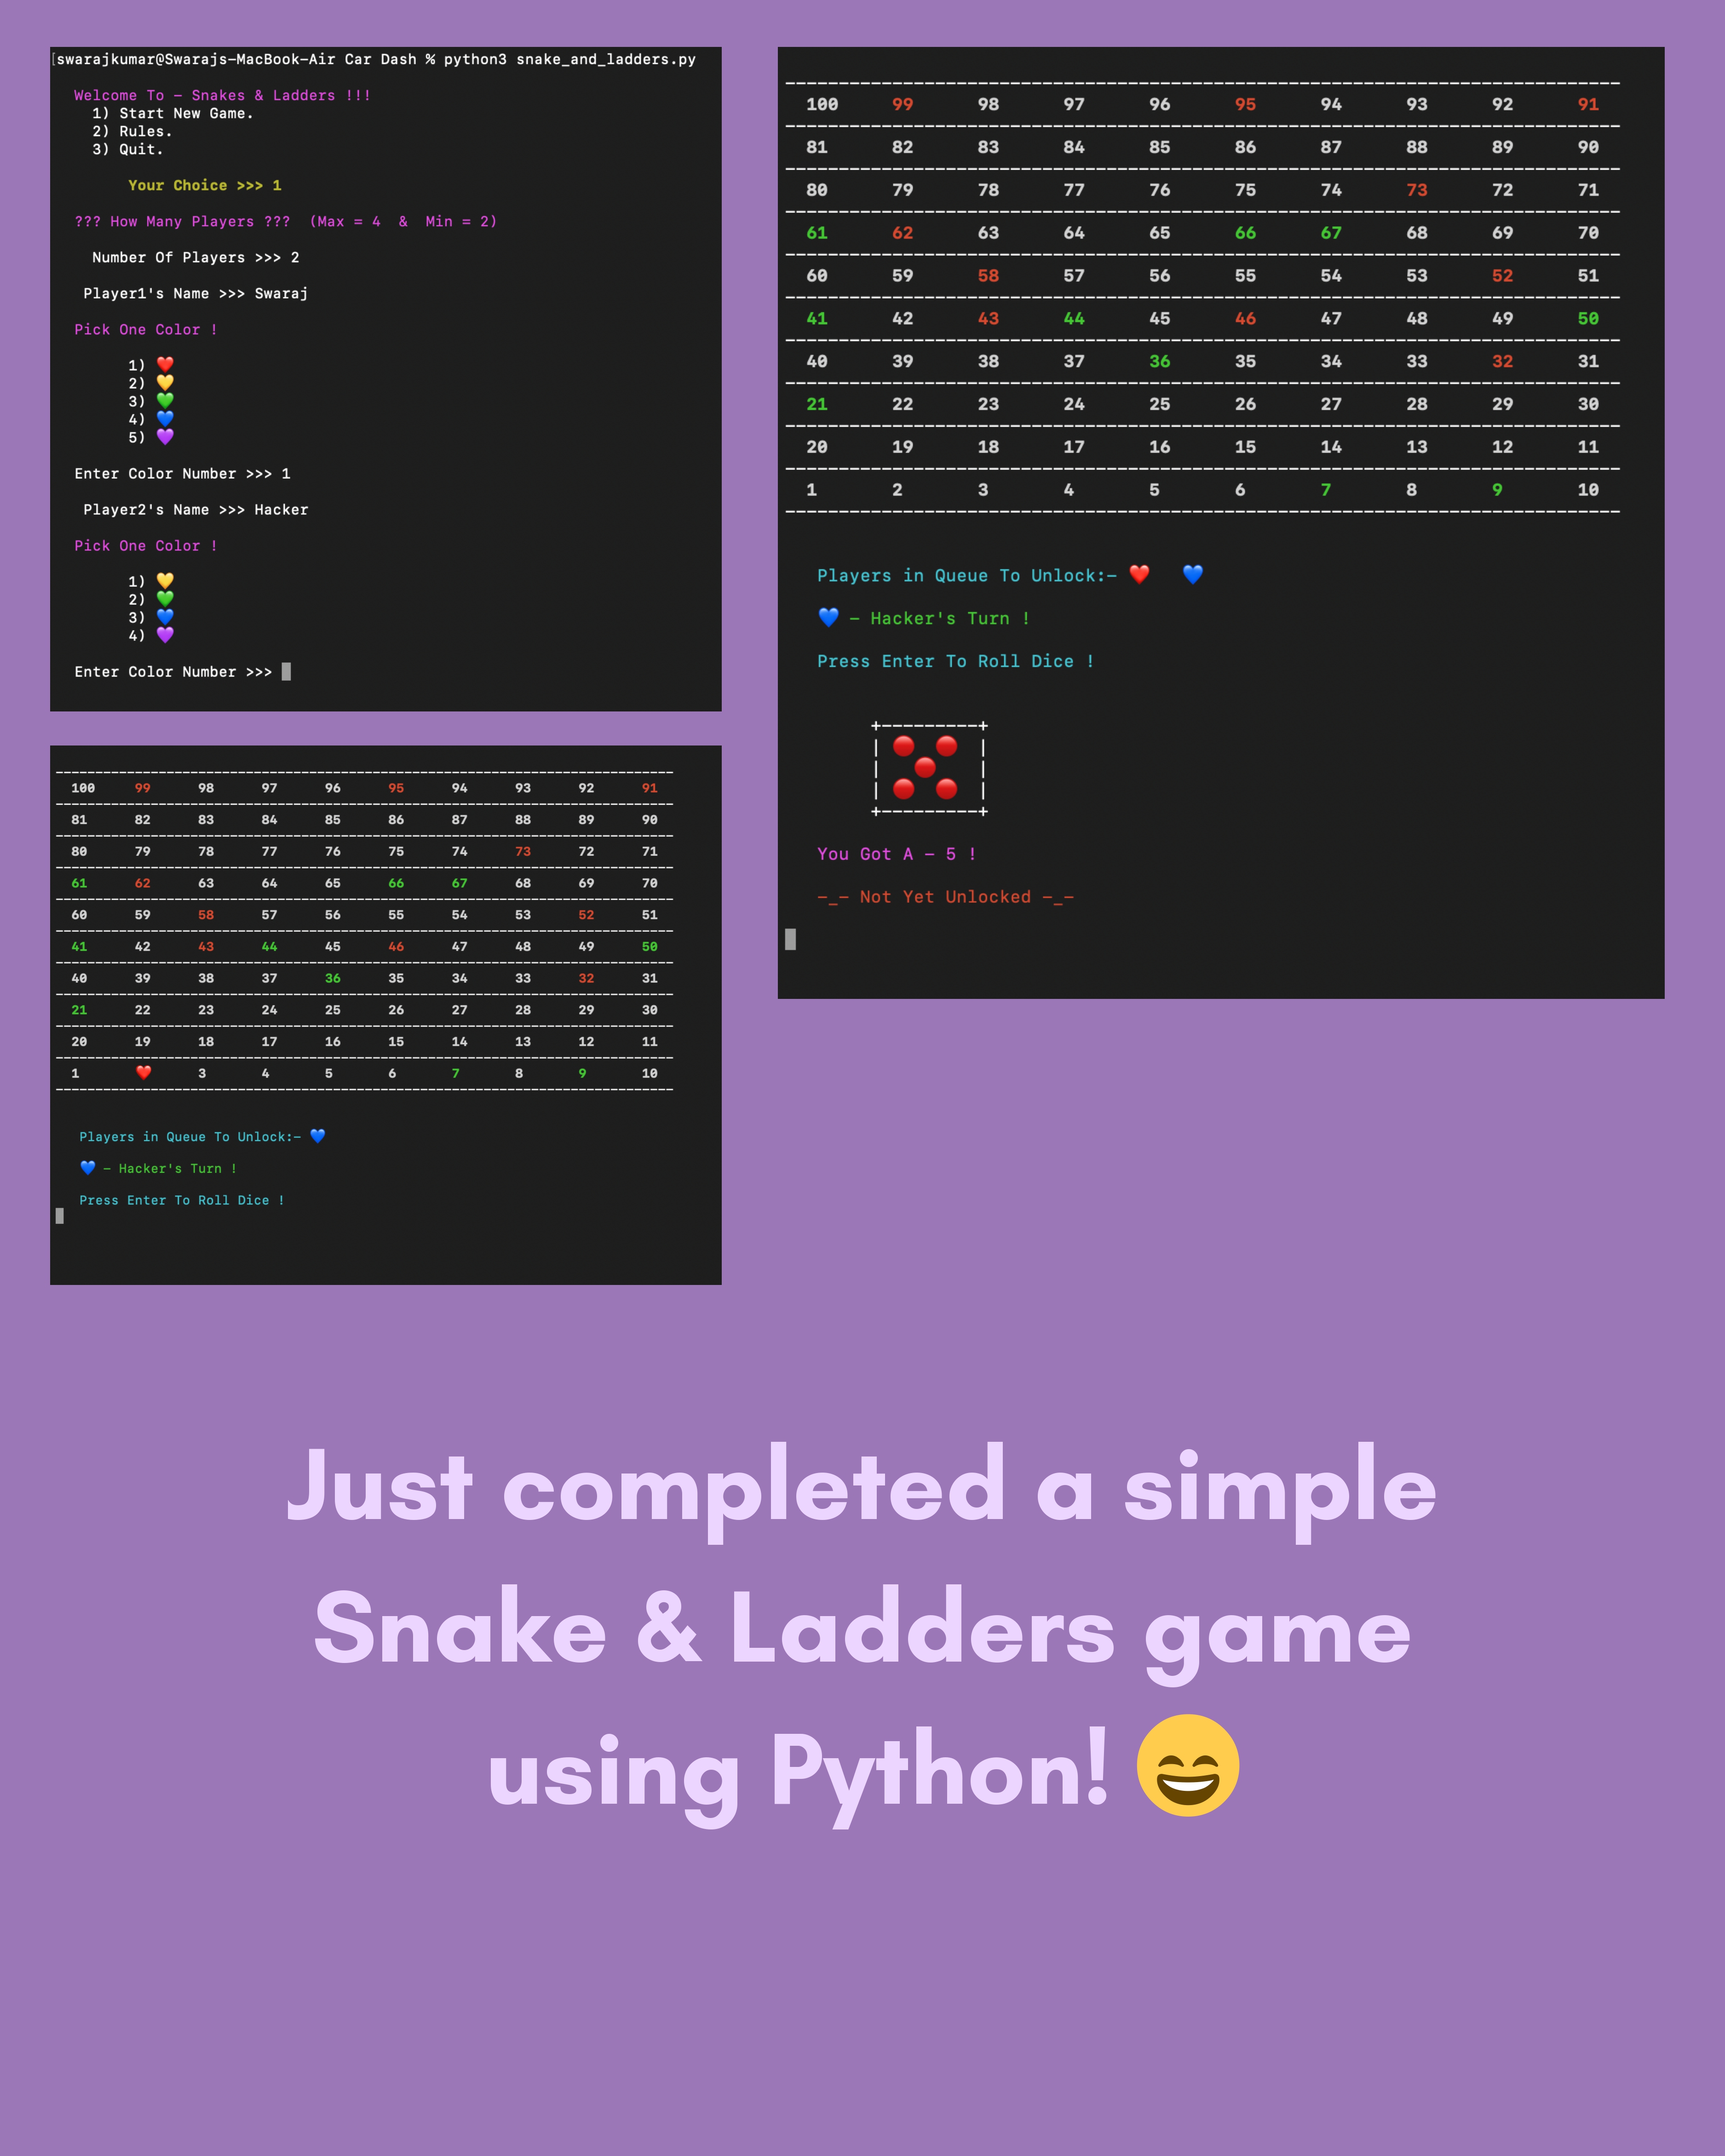 [swarajkumar@Swarajs-MacBook-Air Car Dash % python3 snake_and_ladders.py
Welcome To - Snakes & Ladders !!!
1) Start New Game.
2) Rules.
3) Quit.
Your Choice >>> 1
??? How Many Players ??? (Max = 4 & Min = 2)
Number Of Players >>> 2
Player1's Name >>> Swaraj
Pick One Color !
1) ❤️
2) 💛
3) 💚
4) 💙
5) 💜
Enter Color Number >>> 1
Player2's Name >>> Hacker
Pick One Color !
1) 💛
2) 💚
3) 💙
4) 💜
Enter Color Number >>>
100 99 98 97 96 95 94 93 92 91
81 82 83 84 85 86 87 88 89 90
80 79 78 77 76 75 74 73 72 71
61 62 63 64 65 66 67 68 69 70
60 59 58 57 56 55 54 53 52 51
41 42 43 44 45 46 47 48 49 50
40 39 38 37 36 35 34 33 32 31
21 22 23 24 25 26 27 28 29 30
20 19 18 17 16 15 14 13 12 11
1 2 3 4 5 6 7 8 9 10
Players in Queue To Unlock:- ❤️ 💙
💙 - Hacker's Turn !
Press Enter To Roll Dice !
You Got A - 5 !
-_- Not Yet Unlocked -_-
100 99 98 97 96 95 94 93 92 91
81 82 83 84 85 86 87 88 89 90
80 79 78 77 76 75 74 73 72 71
61 62 63 64 65 66 67 68 69 70
60 59 58 57 56 55 54 53 52 51
41 42 43 44 45 46 47 48 49 50
40 39 38 37 36 35 34 33 32 31
21 22 23 24 25 26 27 28 29 30
20 19 18 17 16 15 14 13 12 11
1 ❤️ 3 4 5 6 7 8 9 10
Players in Queue To Unlock:- 💙
💙 - Hacker's Turn !
Press Enter To Roll Dice !
Just completed a simple
Snake & Ladders game
using Python! 😄